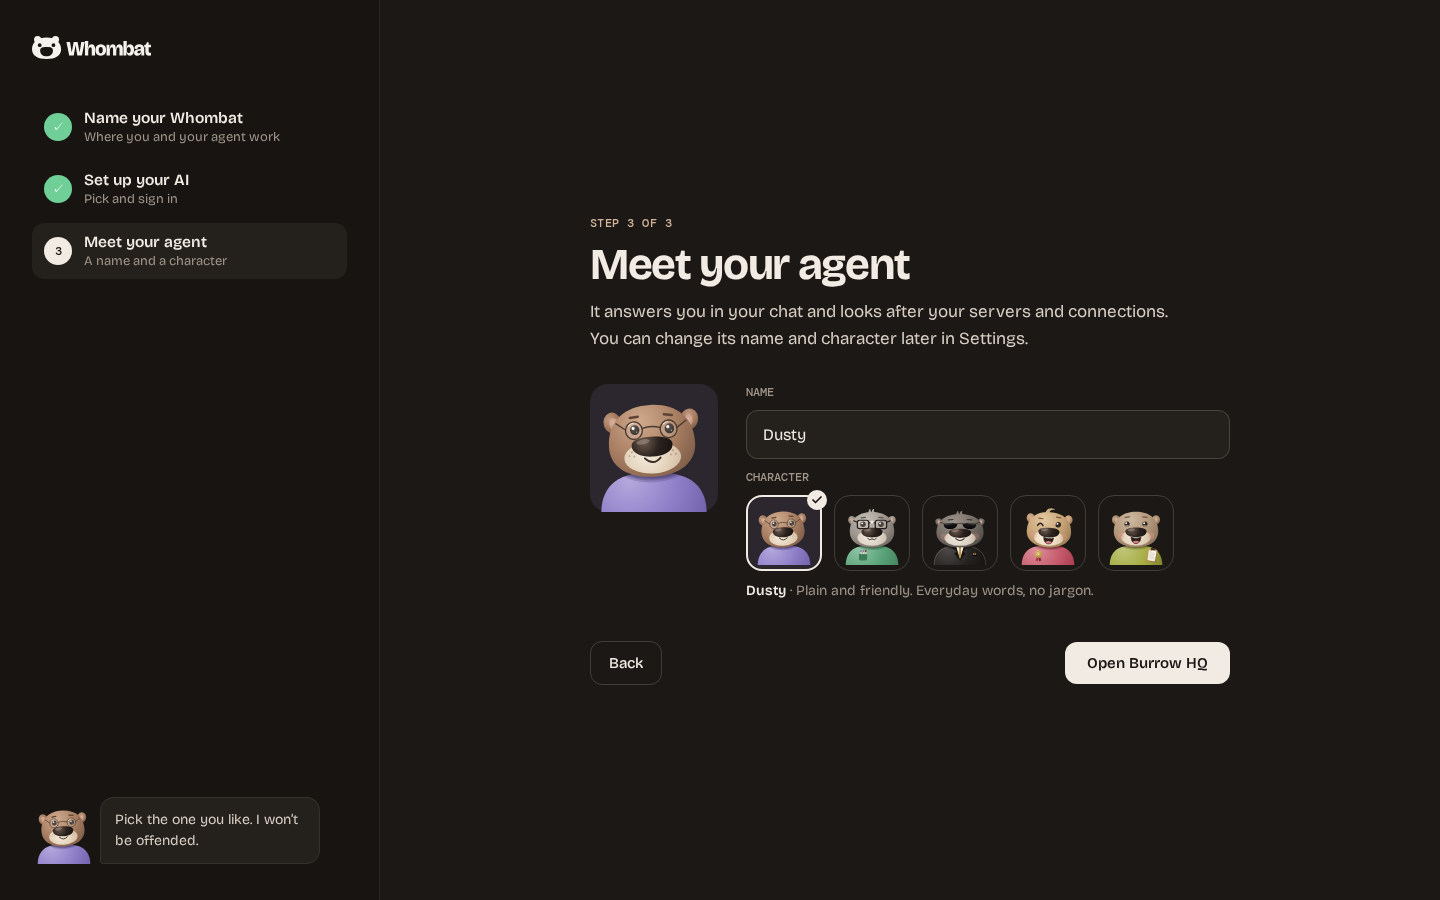 Whombat
Name your Whombat
Where you and your agent work
Set up your AI
Pick and sign in
3
Meet your agent
A name and a character
STEP 3 OF 3
Meet your agent
It answers you in your chat and looks after your servers and connections.
You can change its name and character later in Settings.
NAME
Dusty
CHARACTER
Dusty · Plain and friendly. Everyday words, no jargon.
Back
Open Burrow HQ
Pick the one you like. I won't
be offended.